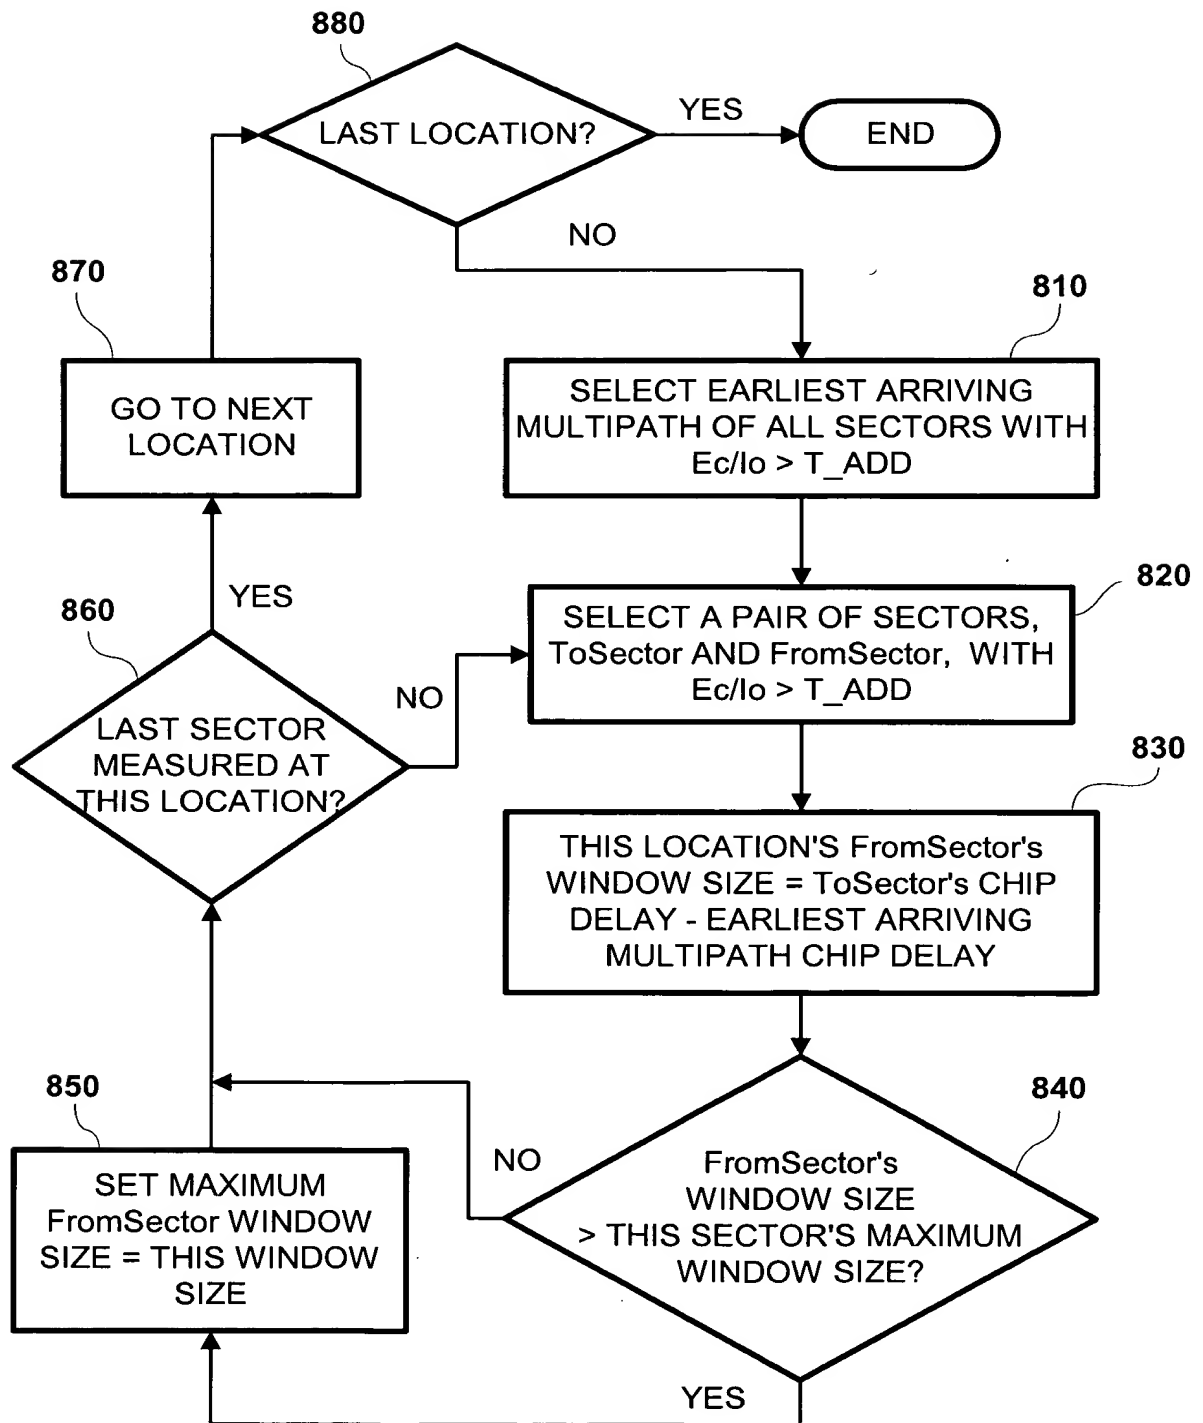 880
LAST LOCATION?
YES
END
NO
870
GO TO NEXT
LOCATION
810
SELECT EARLIEST ARRIVING
MULTIPATH OF ALL SECTORS WITH
Ec/Io > T_ADD
820
SELECT A PAIR OF SECTORS,
ToSector AND FromSector, WITH
Ec/Io > T_ADD
YES
860
LAST SECTOR
MEASURED AT
THIS LOCATION?
NO
830
THIS LOCATION'S FromSector's
WINDOW SIZE = ToSector's CHIP
DELAY - EARLIEST ARRIVING
MULTIPATH CHIP DELAY
840
FromSector's
WINDOW SIZE
> THIS SECTOR'S MAXIMUM
WINDOW SIZE?
NO
850
SET MAXIMUM
FromSector WINDOW
SIZE = THIS WINDOW
SIZE
YES